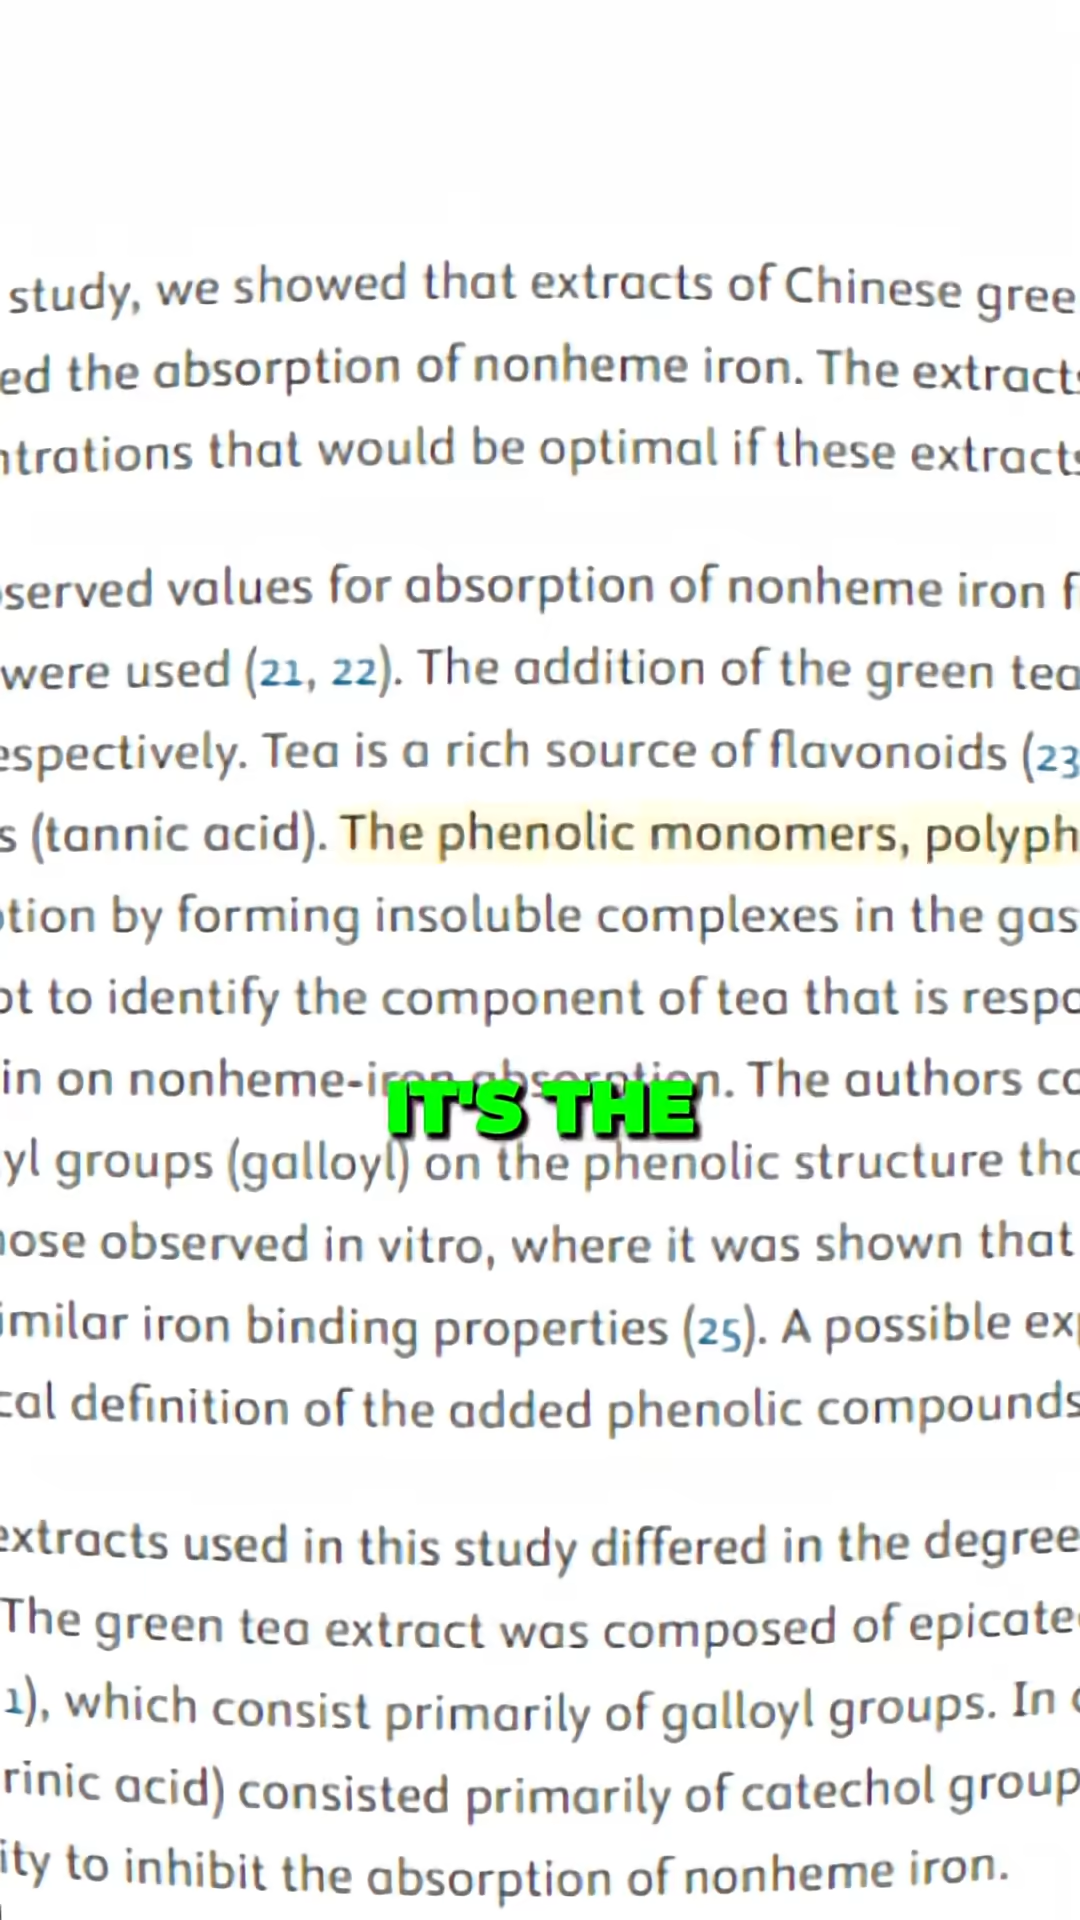 study, we showed that extracts of Chinese gree
ed the absorption of nonheme iron. The extracts
ntrations that would be optimal if these extracts
served values for absorption of nonheme iron f
were used (21, 22). The addition of the green tea
espectively. Tea is a rich source of flavonoids (23
s (tannic acid). The phenolic monomers, polyph
tion by forming insoluble complexes in the gas
ot to identify the component of tea that is respo
in on nonheme-iron absorption. The authors co
IT'S THE
yl groups (galloyl) on the phenolic structure tha
nose observed in vitro, where it was shown that
imilar iron binding properties (25). A possible exp
cal definition of the added phenolic compounds
extracts used in this study differed in the degree
The green tea extract was composed of epicate
1), which consist primarily of galloyl groups. In
rinic acid) consisted primarily of catechol group
ity to inhibit the absorption of nonheme iron.